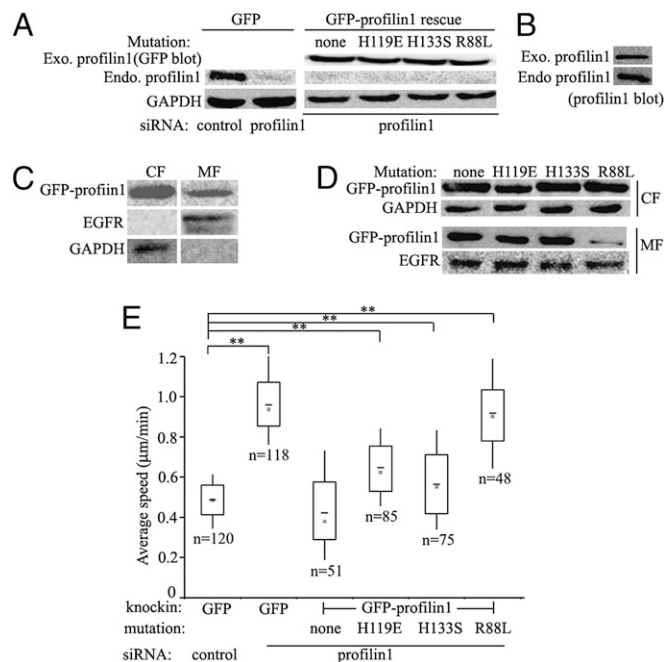 A
GFP
GFP-profilin1 rescue
Mutation:
none H119E H133S R88L
Exo. profilin1(GFP blot)
Endo. profilin1
GAPDH
siRNA: control profilin1
profilin1
B
Exo. profilin1
Endo profilin1
(profilin1 blot)
C
CF MF
GFP-profiin1
EGFR
GAPDH
D
Mutation: none H119E H133S R88L
GFP-profilin1
GAPDH
CF
GFP-profilin1
EGFR
MF
E
**
**
**
**
1.2
1.0
0.8
0.6
0.4
0.2
0
Average speed (µm/min)
n=120
n=118
n=51
n=85
n=75
n=48
knockin: GFP GFP GFP-profilin1
mutation: none H119E H133S R88L
siRNA: control profilin1